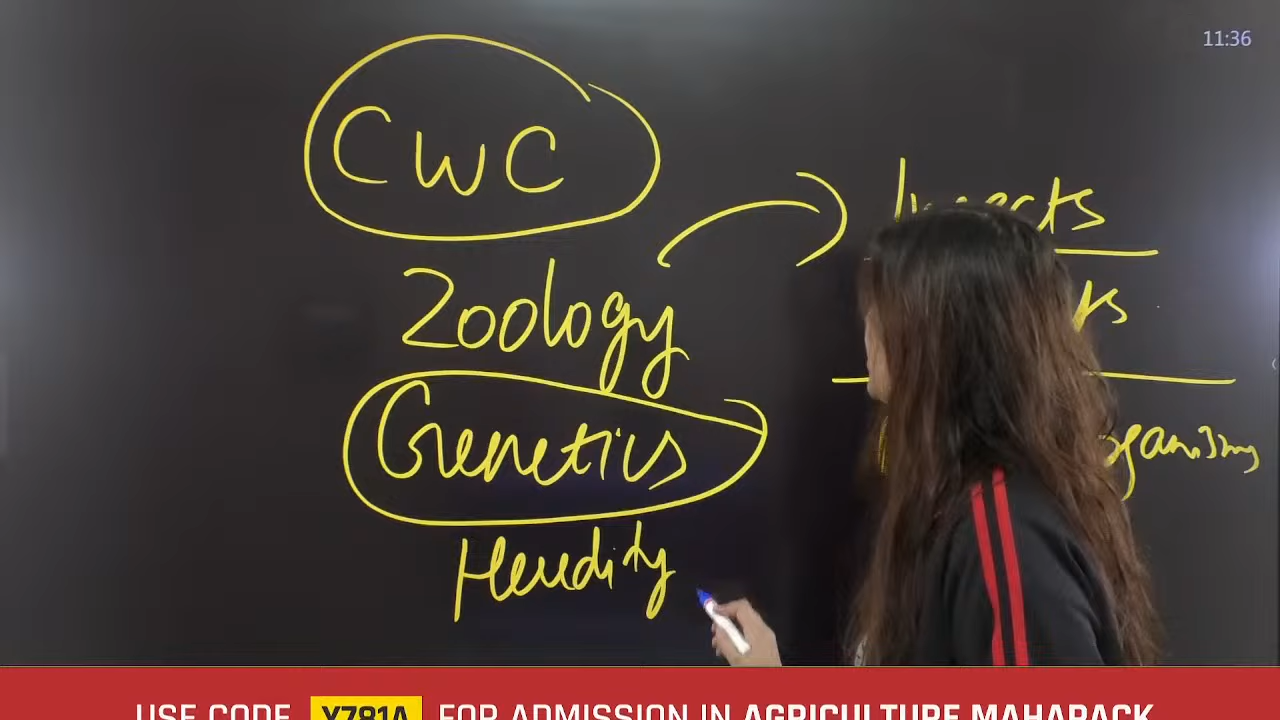 11:36
CWC
Insects
Zoology
Genetics
Heredity
USE CODE Y781A FOR ADMISSION IN AGRICULTURE MAHAPACK